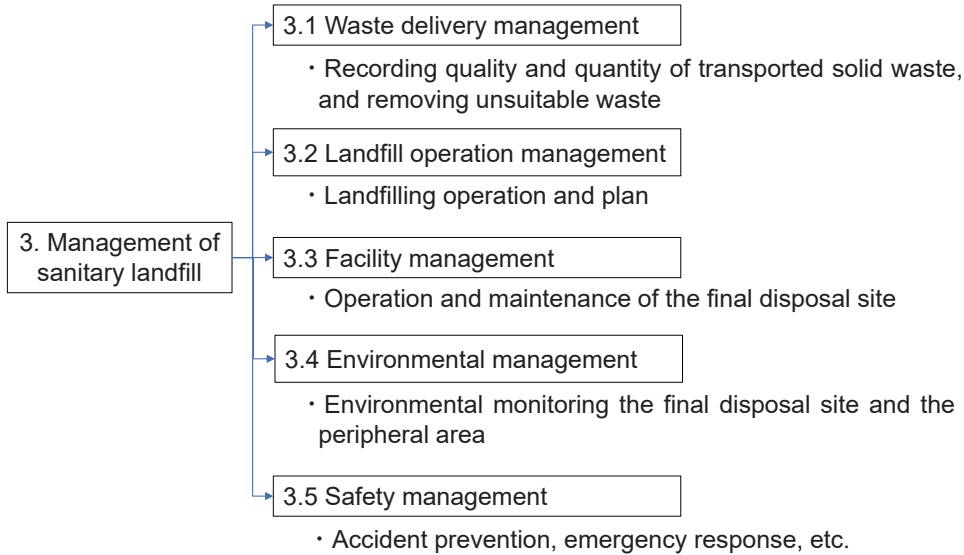 3.1 Waste delivery management
・Recording quality and quantity of transported solid waste,
and removing unsuitable waste
3.2 Landfill operation management
・Landfilling operation and plan
3. Management of
sanitary landfill
3.3 Facility management
・Operation and maintenance of the final disposal site
3.4 Environmental management
・Environmental monitoring the final disposal site and the
peripheral area
3.5 Safety management
・Accident prevention, emergency response, etc.